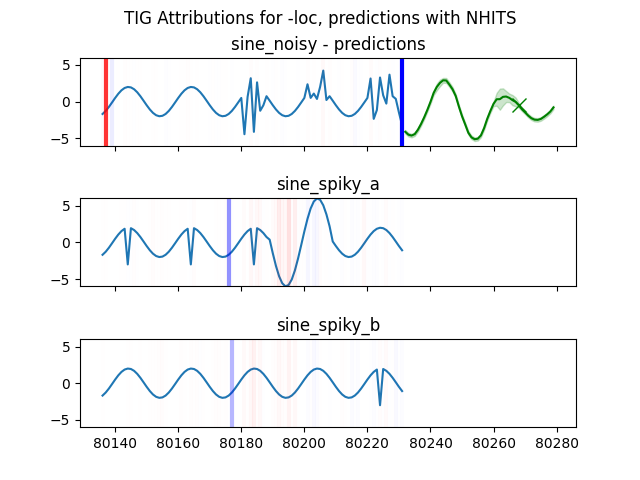 TIG Attributions for -loc, predictions with NHITS
sine_noisy - predictions
5
0
−5
sine_spiky_a
5
0
−5
sine_spiky_b
5
0
−5
80140 80160 80180 80200 80220 80240 80260 80280